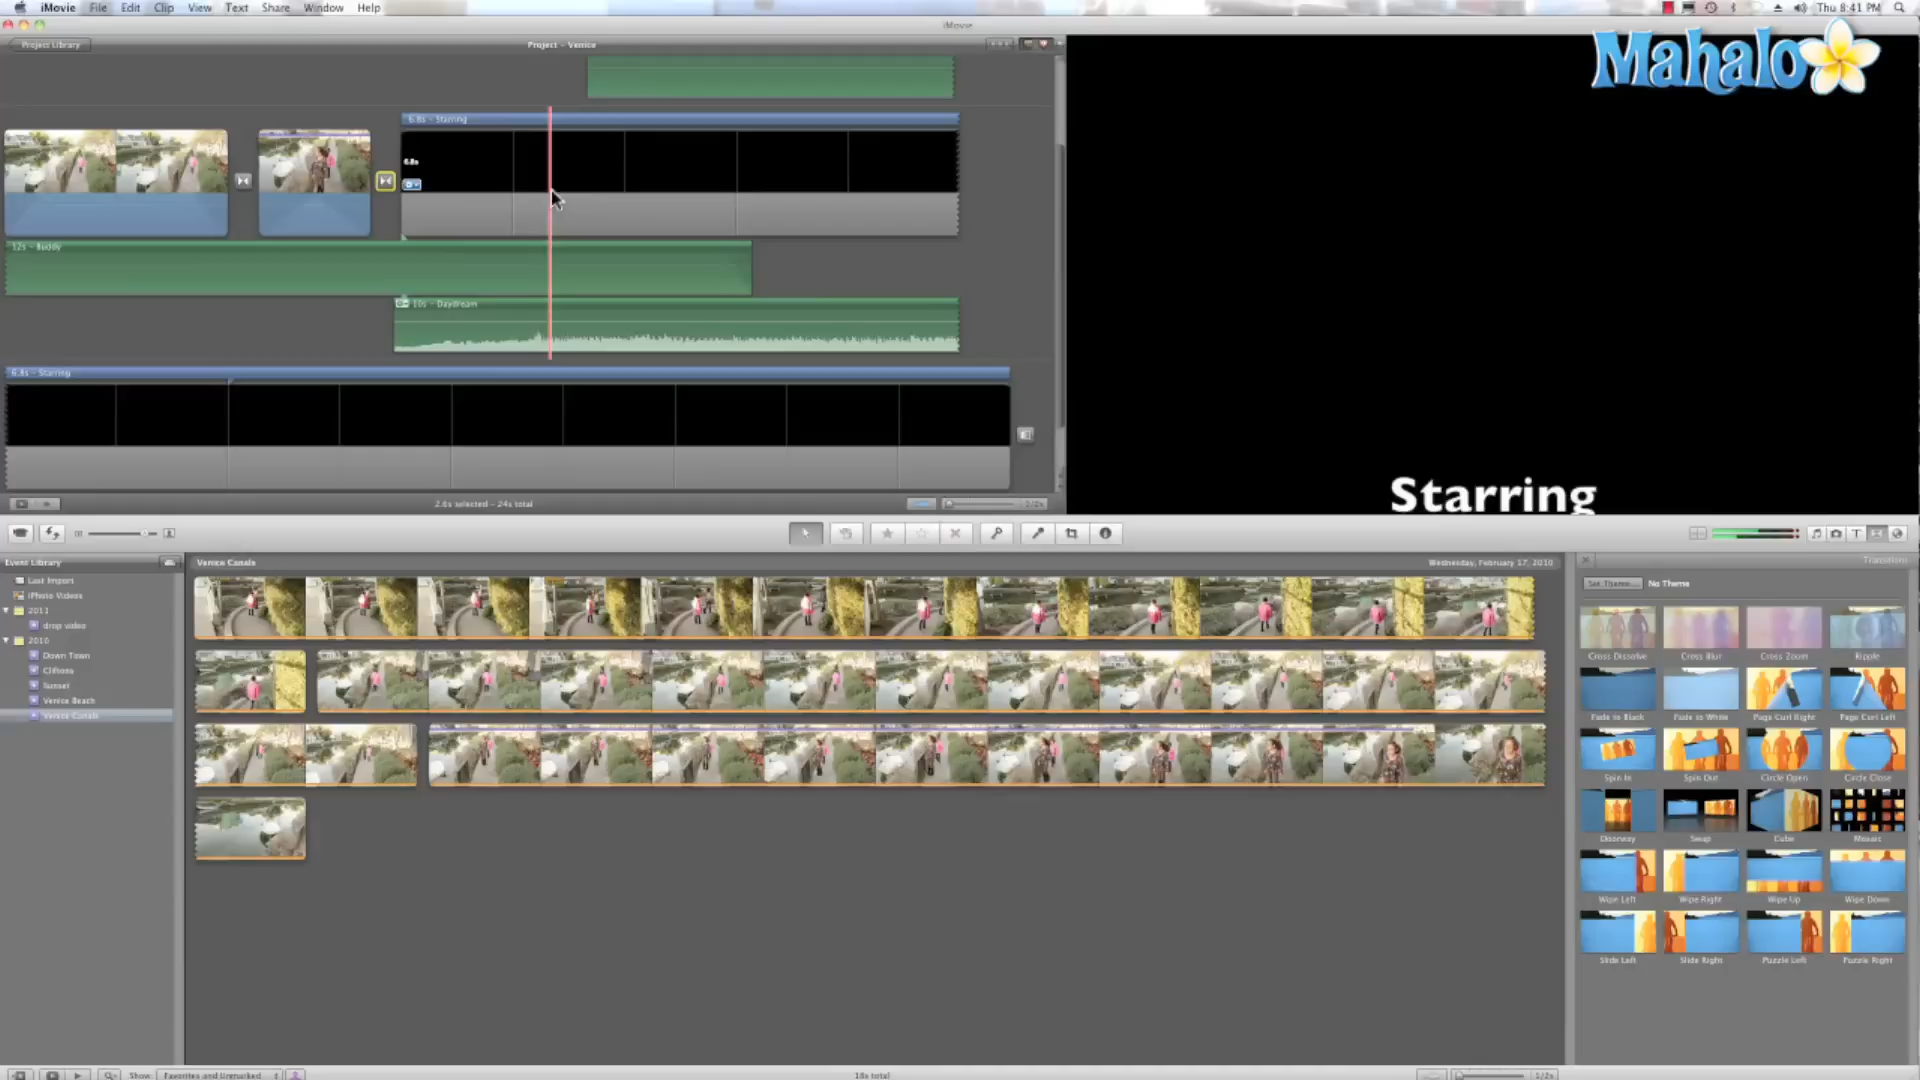 iMovie File Edit Clip View Text Share Window Help
Thu 8:41 PM
iMovie
Project Library
Project - Venice
Mahalo
6.8s - Starring
6.8s
12s - Buddy
10s - Daydream
6.8s - Starring
Starring
2.6s selected - 24s total
1/2s
Event Library
Last Import
iPhoto Videos
2011
drop video
2010
Down Town
Cliftons
Sunset
Venice Beach
Venice Canals
Venice Canals
Wednesday, February 17, 2010
Transitions
Set Theme...
No Theme
Cross Dissolve
Cross Blur
Cross Zoom
Ripple
Fade to Black
Fade to White
Page Curl Right
Page Curl Left
Spin In
Spin Out
Circle Open
Circle Close
Doorway
Swap
Cube
Mosaic
Wipe Left
Wipe Right
Wipe Up
Wipe Down
Slide Left
Slide Right
Puzzle Left
Puzzle Right
Show: Favorites and Unmarked
18s total
1/2s